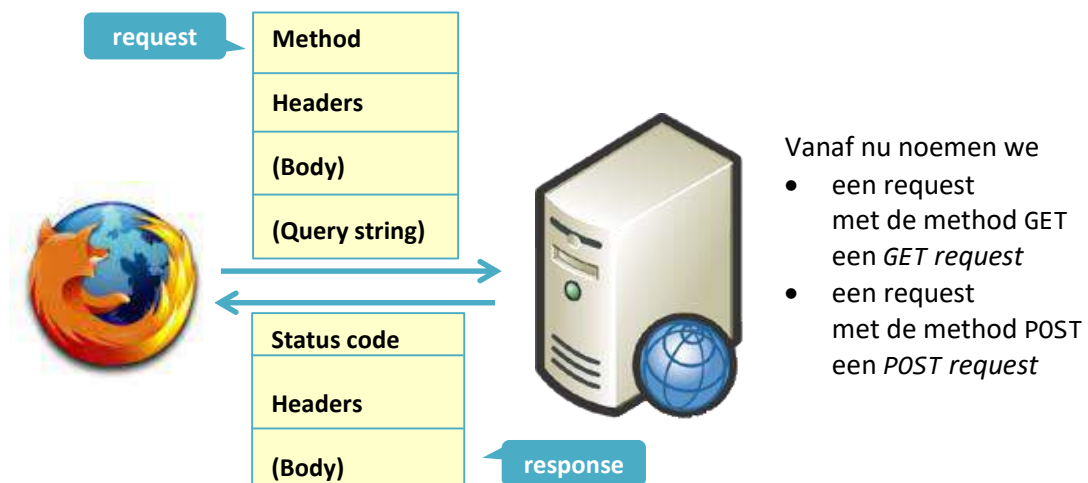 request
Method
Headers
(Body)
(Query string)
Status code
Headers
(Body)
response
Vanaf nu noemen we
• een request
met de method GET
een GET request
• een request
met de method POST
een POST request